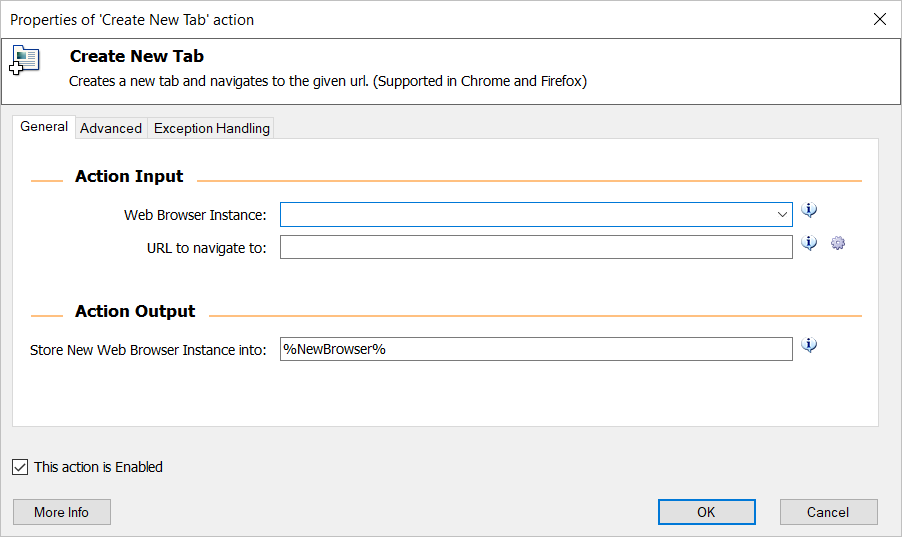 Properties of 'Create New Tab' action
Create New Tab
Creates a new tab and navigates to the given url. (Supported in Chrome and Firefox)
General Advanced Exception Handling
Action Input
Web Browser Instance:
URL to navigate to:
Action Output
Store New Web Browser Instance into: %NewBrowser%
This action is Enabled
More Info OK Cancel